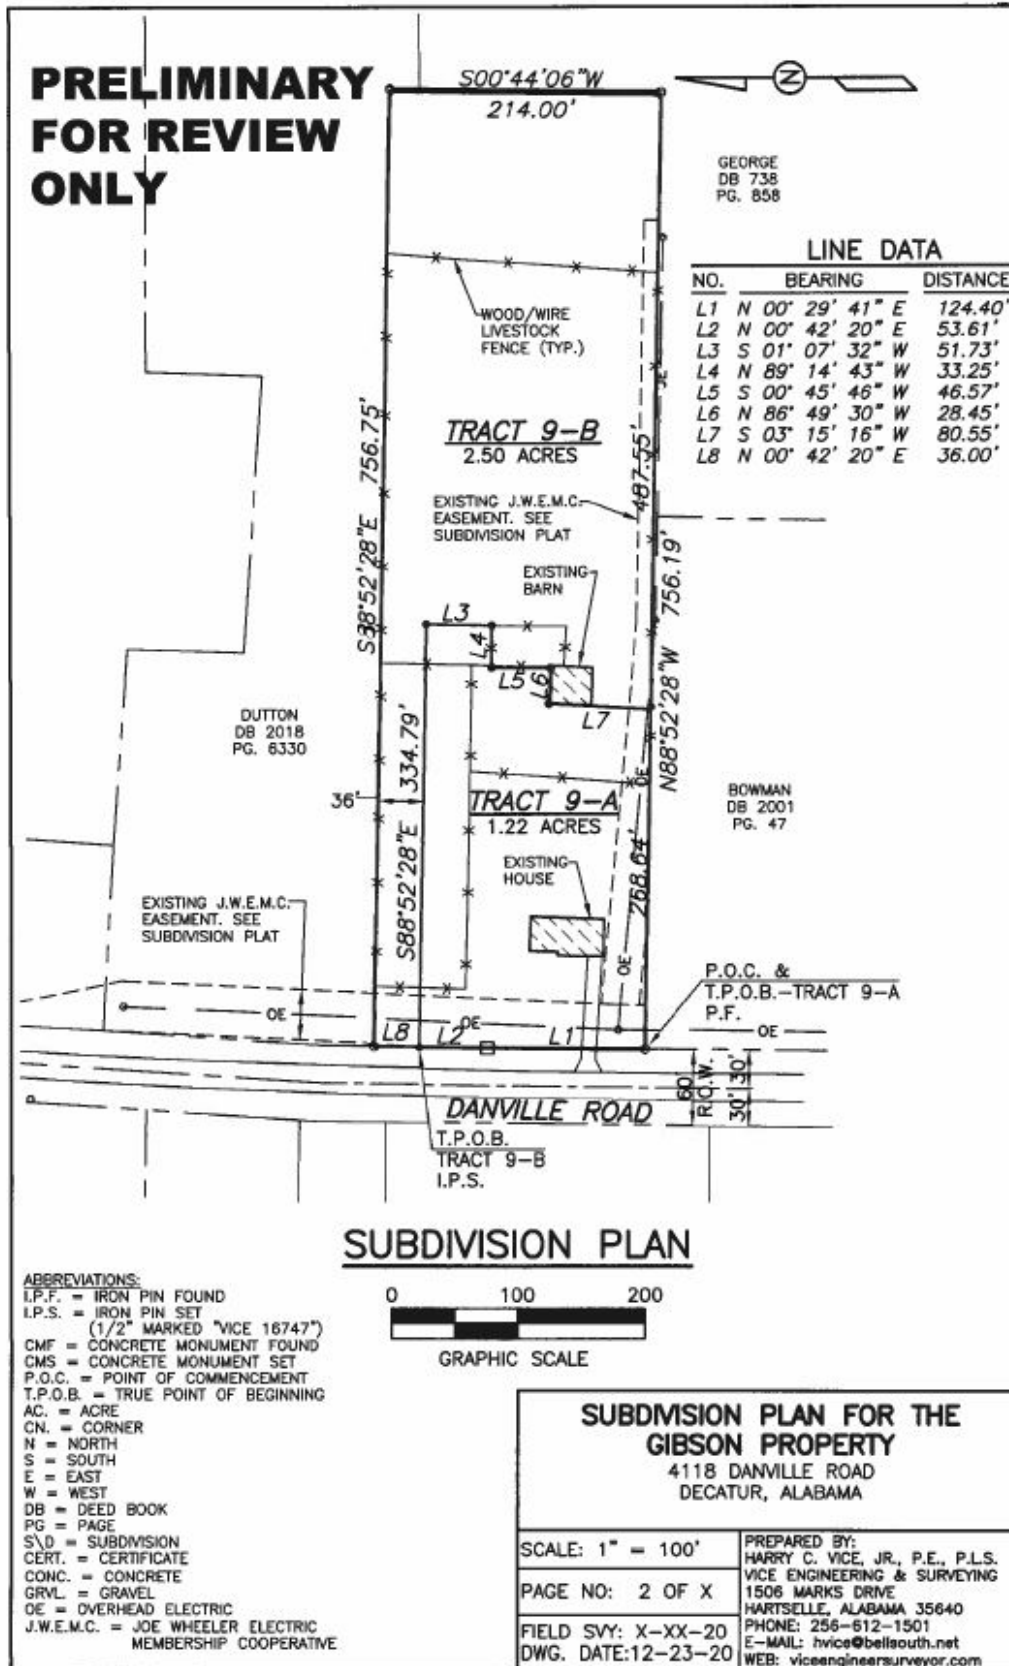 PRELIMINARY
FOR REVIEW
ONLY
S00°44'06"W
214.00'
N
GEORGE
DB 738
PG. 858
LINE DATA
NO. BEARING DISTANCE
L1 N 00° 29' 41" E 124.40'
L2 N 00° 42' 20" E 53.61'
L3 S 01° 07' 32" W 51.73'
L4 N 89° 14' 43" W 33.25'
L5 S 00° 45' 46" W 46.57'
L6 N 86° 49' 30" W 28.45'
L7 S 03° 15' 16" W 80.55'
L8 N 00° 42' 20" E 36.00'
WOOD/WIRE
LIVESTOCK
FENCE (TYP.)
OE
TRACT 9-B
2.50 ACRES
S88°52'28"E 756.75'
487.55'
EXISTING J.W.E.M.C.
EASEMENT. SEE
SUBDIVISION PLAT
EXISTING
BARN
N88°52'28"W 756.19'
L3
L4
L5
L6
L7
DUTTON
DB 2018
PG. 6330
36'
S88°52'28"E 334.79'
OE
TRACT 9-A
1.22 ACRES
BOWMAN
DB 2001
PG. 47
EXISTING
HOUSE
268.64'
EXISTING J.W.E.M.C.
EASEMENT. SEE
SUBDIVISION PLAT
OE
P.O.C. &
T.P.O.B.-TRACT 9-A
P.F.
OE
OE
OE
L8
L2
L1
60'
R.O.W.
30'
30'
DANVILLE ROAD
T.P.O.B.
TRACT 9-B
I.P.S.
SUBDIVISION PLAN
0 100 200
GRAPHIC SCALE
ABBREVIATIONS:
I.P.F. = IRON PIN FOUND
I.P.S. = IRON PIN SET
(1/2" MARKED "VICE 16747")
CMF = CONCRETE MONUMENT FOUND
CMS = CONCRETE MONUMENT SET
P.O.C. = POINT OF COMMENCEMENT
T.P.O.B. = TRUE POINT OF BEGINNING
AC. = ACRE
CN. = CORNER
N = NORTH
S = SOUTH
E = EAST
W = WEST
DB = DEED BOOK
PG = PAGE
S\D = SUBDIVISION
CERT. = CERTIFICATE
CONC. = CONCRETE
GRVL. = GRAVEL
OE = OVERHEAD ELECTRIC
J.W.E.M.C. = JOE WHEELER ELECTRIC
MEMBERSHIP COOPERATIVE
SUBDIVISION PLAN FOR THE
GIBSON PROPERTY
4118 DANVILLE ROAD
DECATUR, ALABAMA
SCALE: 1" = 100'
PAGE NO: 2 OF X
FIELD SVY: X-XX-20
DWG. DATE:12-23-20
PREPARED BY:
HARRY C. VICE, JR., P.E., P.L.S.
VICE ENGINEERING & SURVEYING
1506 MARKS DRIVE
HARTSELLE, ALABAMA 35640
PHONE: 256-612-1501
E-MAIL: hvice@bellsouth.net
WEB: viceengineersurveyor.com